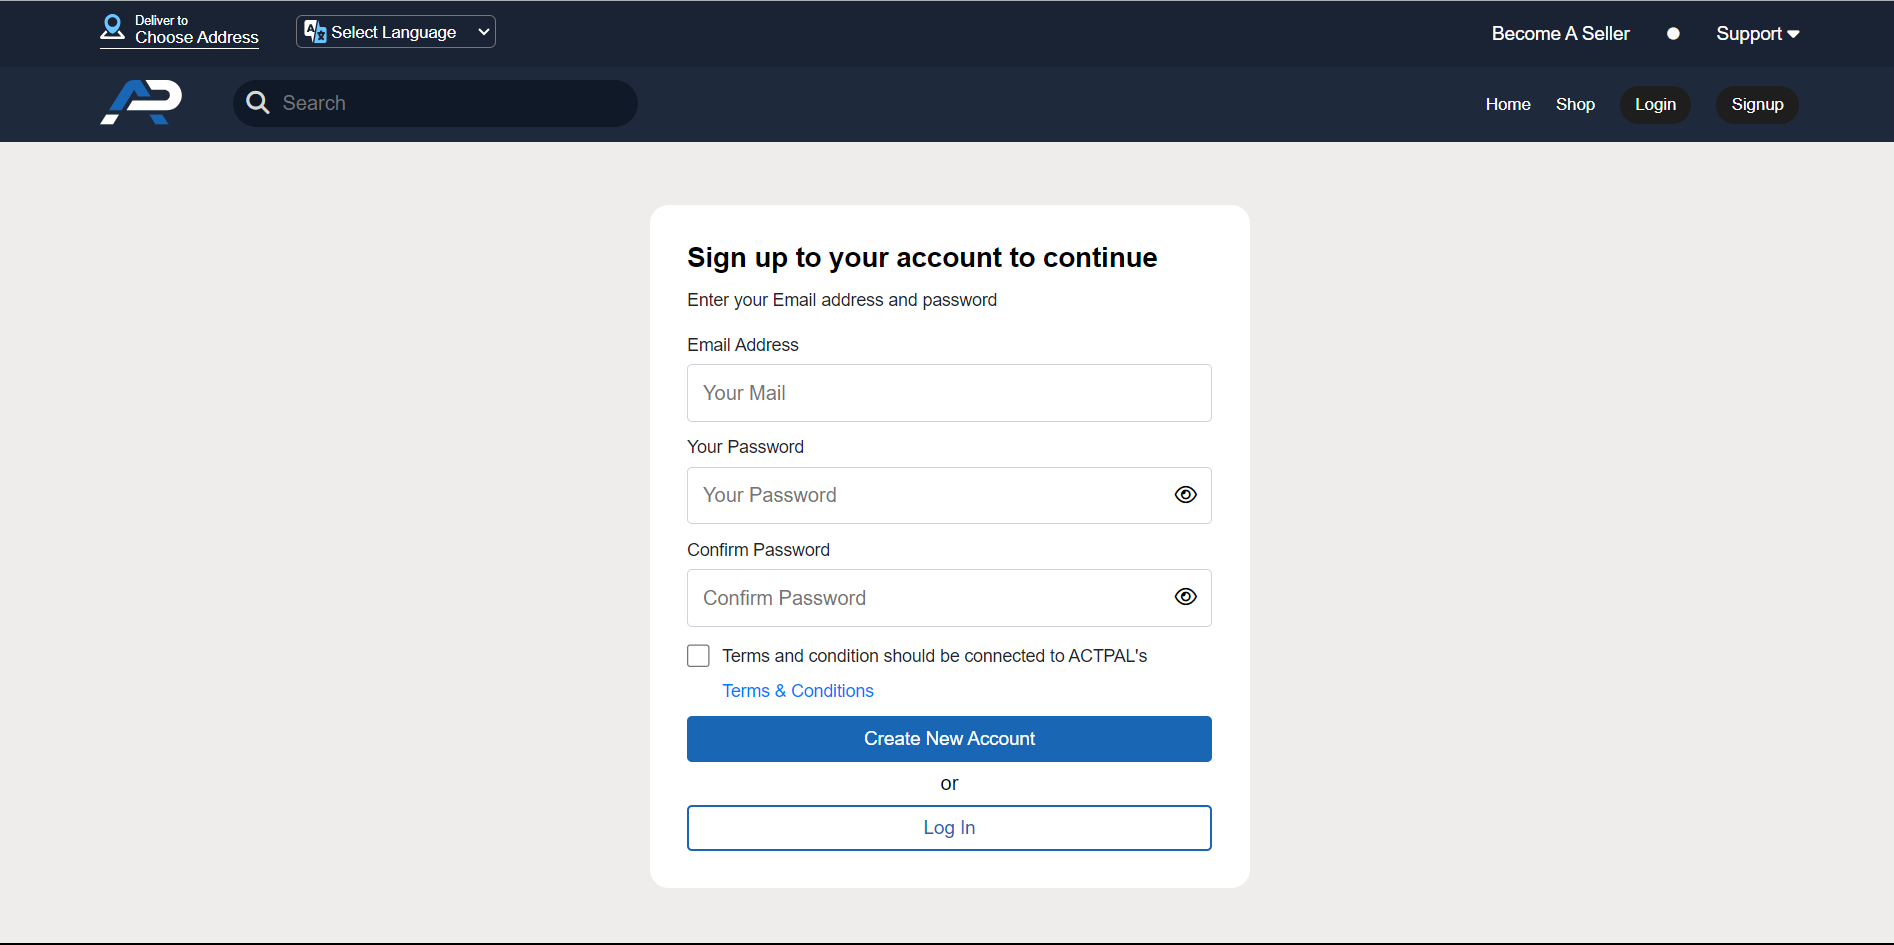 Deliver to
Choose Address
Select Language
Become A Seller
Support
Search
Home
Shop
Login
Signup
Sign up to your account to continue
Enter your Email address and password
Email Address
Your Mail
Your Password
Your Password
Confirm Password
Confirm Password
Terms and condition should be connected to ACTPAL's
Terms & Conditions
Create New Account
or
Log In